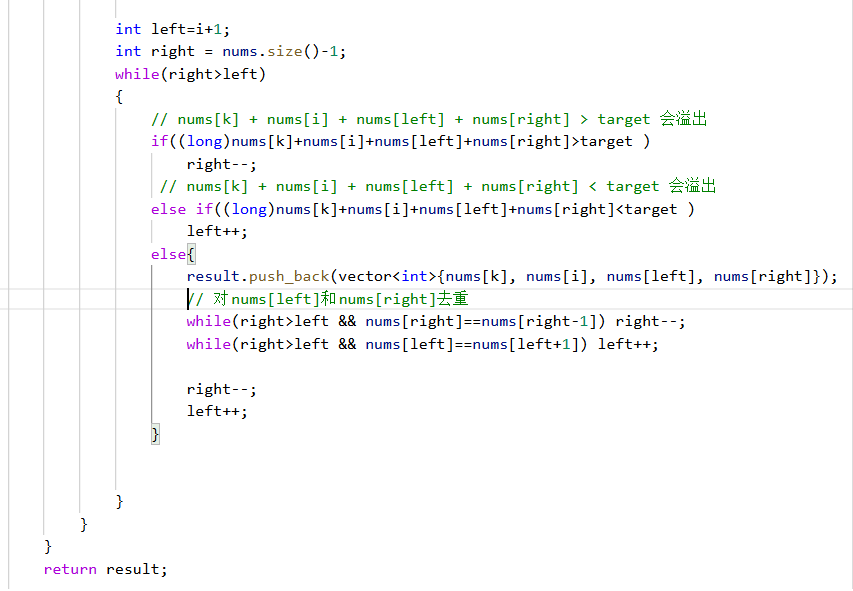 int left=i+1;
int right = nums.size()-1;
while(right>left)
{
// nums[k] + nums[i] + nums[left] + nums[right] > target 会溢出
if((long)nums[k]+nums[i]+nums[left]+nums[right]>target )
right--;
// nums[k] + nums[i] + nums[left] + nums[right] < target 会溢出
else if((long)nums[k]+nums[i]+nums[left]+nums[right]<target )
left++;
else{
result.push_back(vector<int>{nums[k], nums[i], nums[left], nums[right]});
// 对nums[left]和nums[right]去重
while(right>left && nums[right]==nums[right-1]) right--;
while(right>left && nums[left]==nums[left+1]) left++;
right--;
left++;
}
}
}
}
return result;